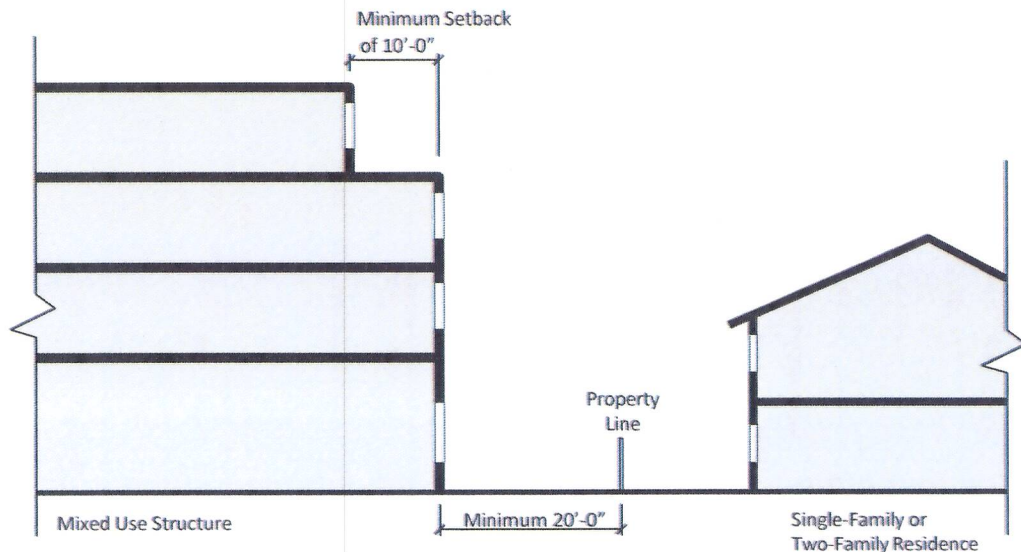 Minimum Setback
of 10'-0"
Property
Line
Mixed Use Structure
Minimum 20'-0"
Single-Family or
Two-Family Residence